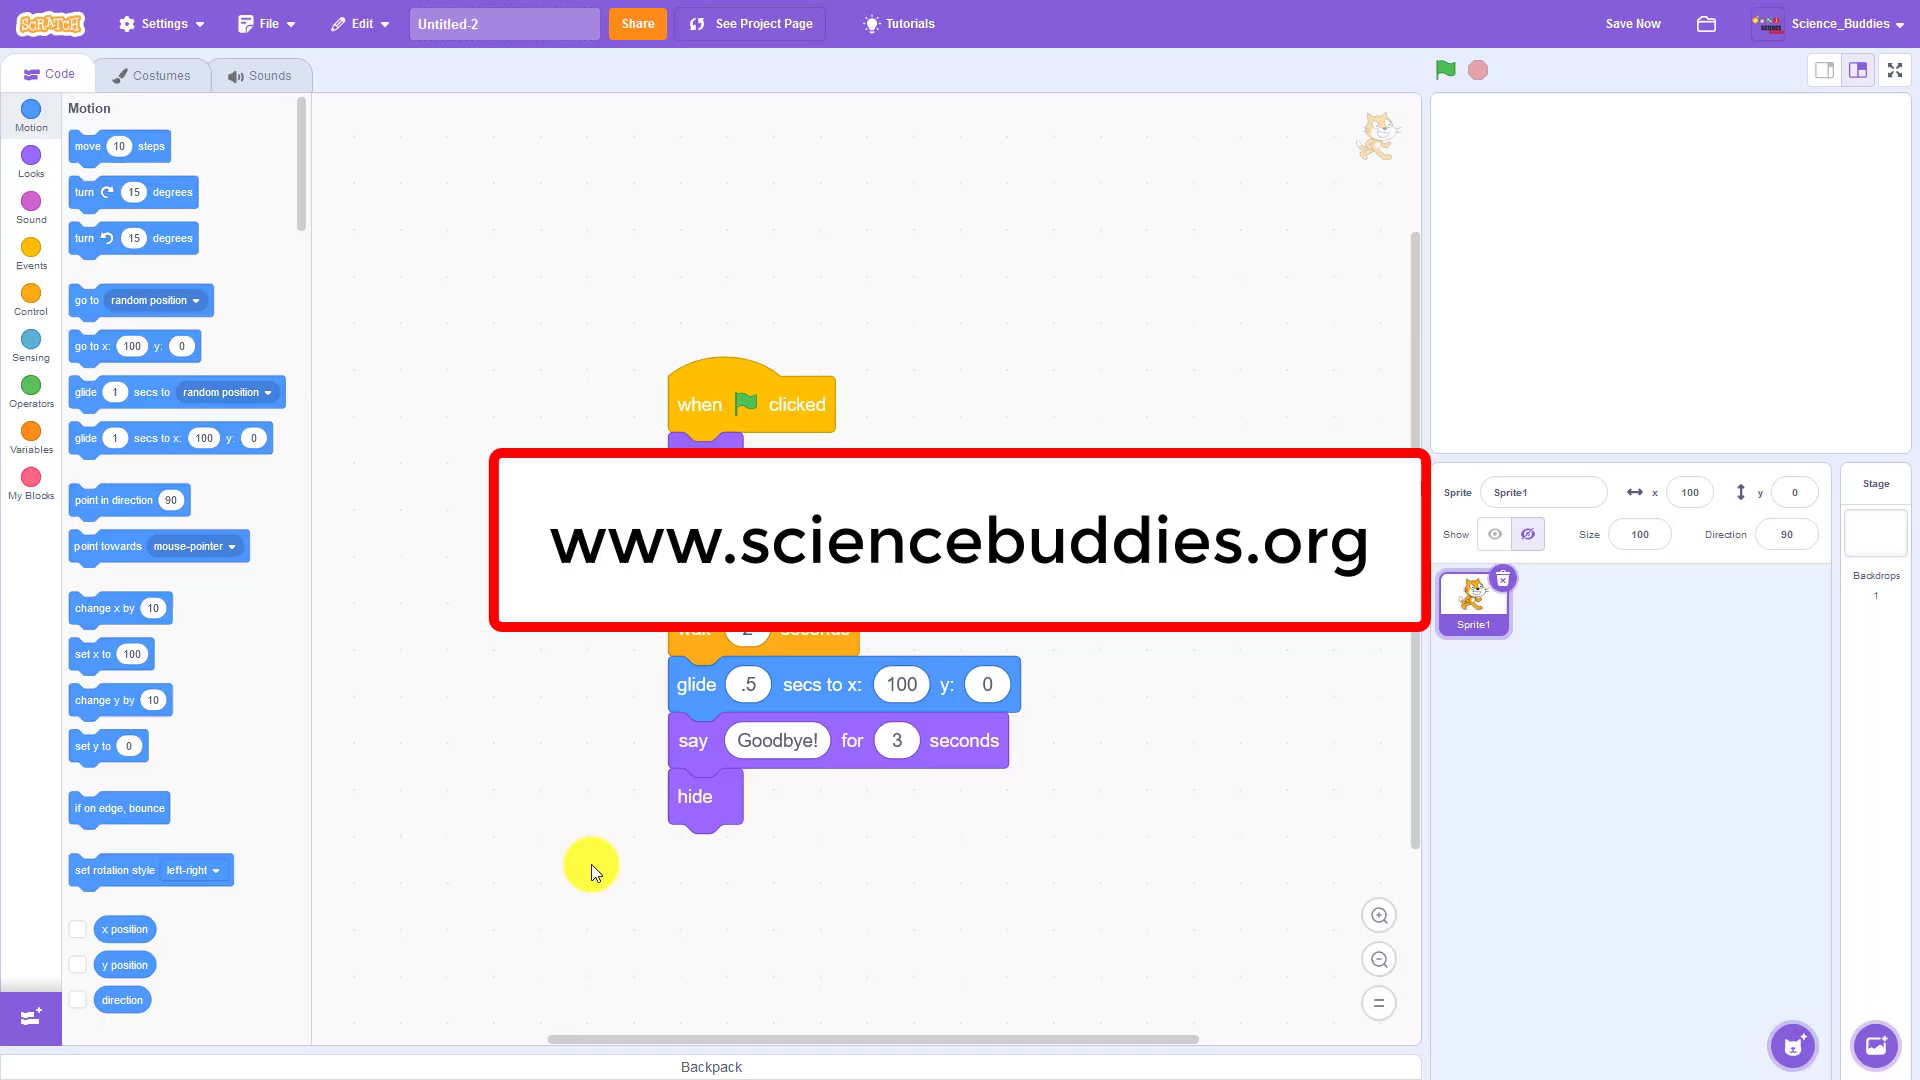 SCRATCH Settings File Edit Untitled-2 Share See Project Page Tutorials Save Now Science_Buddies
Code Costumes Sounds
Motion
Looks
Sound
Events
Control
Sensing
Operators
Variables
My Blocks
Motion
move 10 steps
turn 15 degrees
turn 15 degrees
go to random position
go to x: 100 y: 0
glide 1 secs to random position
glide 1 secs to x: 100 y: 0
point in direction 90
point towards mouse-pointer
change x by 10
set x to 100
change y by 10
set y to 0
if on edge, bounce
set rotation style left-right
x position
y position
direction
when clicked
www.sciencebuddies.org
wait 2 seconds
glide .5 secs to x: 100 y: 0
say Goodbye! for 3 seconds
hide
Backpack
Sprite Sprite1 x 100 y 0
Show Size 100 Direction 90
Sprite1
Stage
Backdrops
1